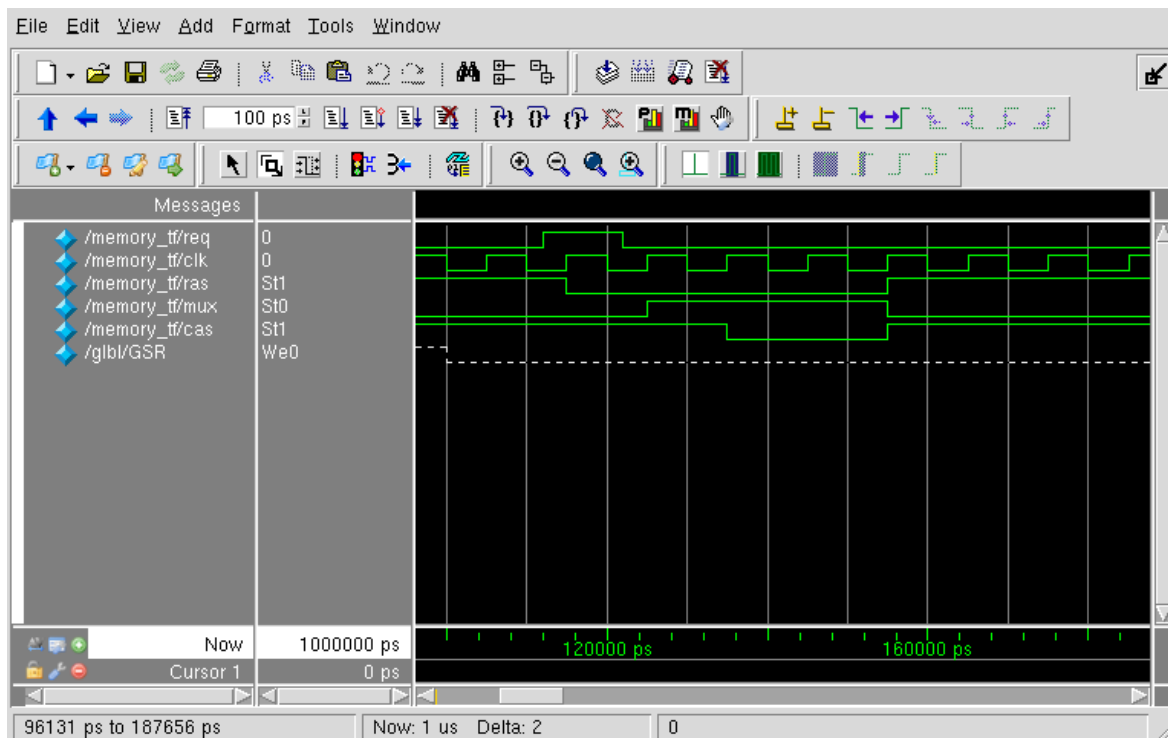 File Edit View Add Format Tools Window
100 ps
Messages
/memory_tf/req 0
/memory_tf/clk 0
/memory_tf/ras St1
/memory_tf/mux St0
/memory_tf/cas St1
/glbl/GSR We0
Now 1000000 ps 120000 ps 160000 ps
Cursor 1 0 ps
96131 ps to 187656 ps Now: 1 us Delta: 2 0